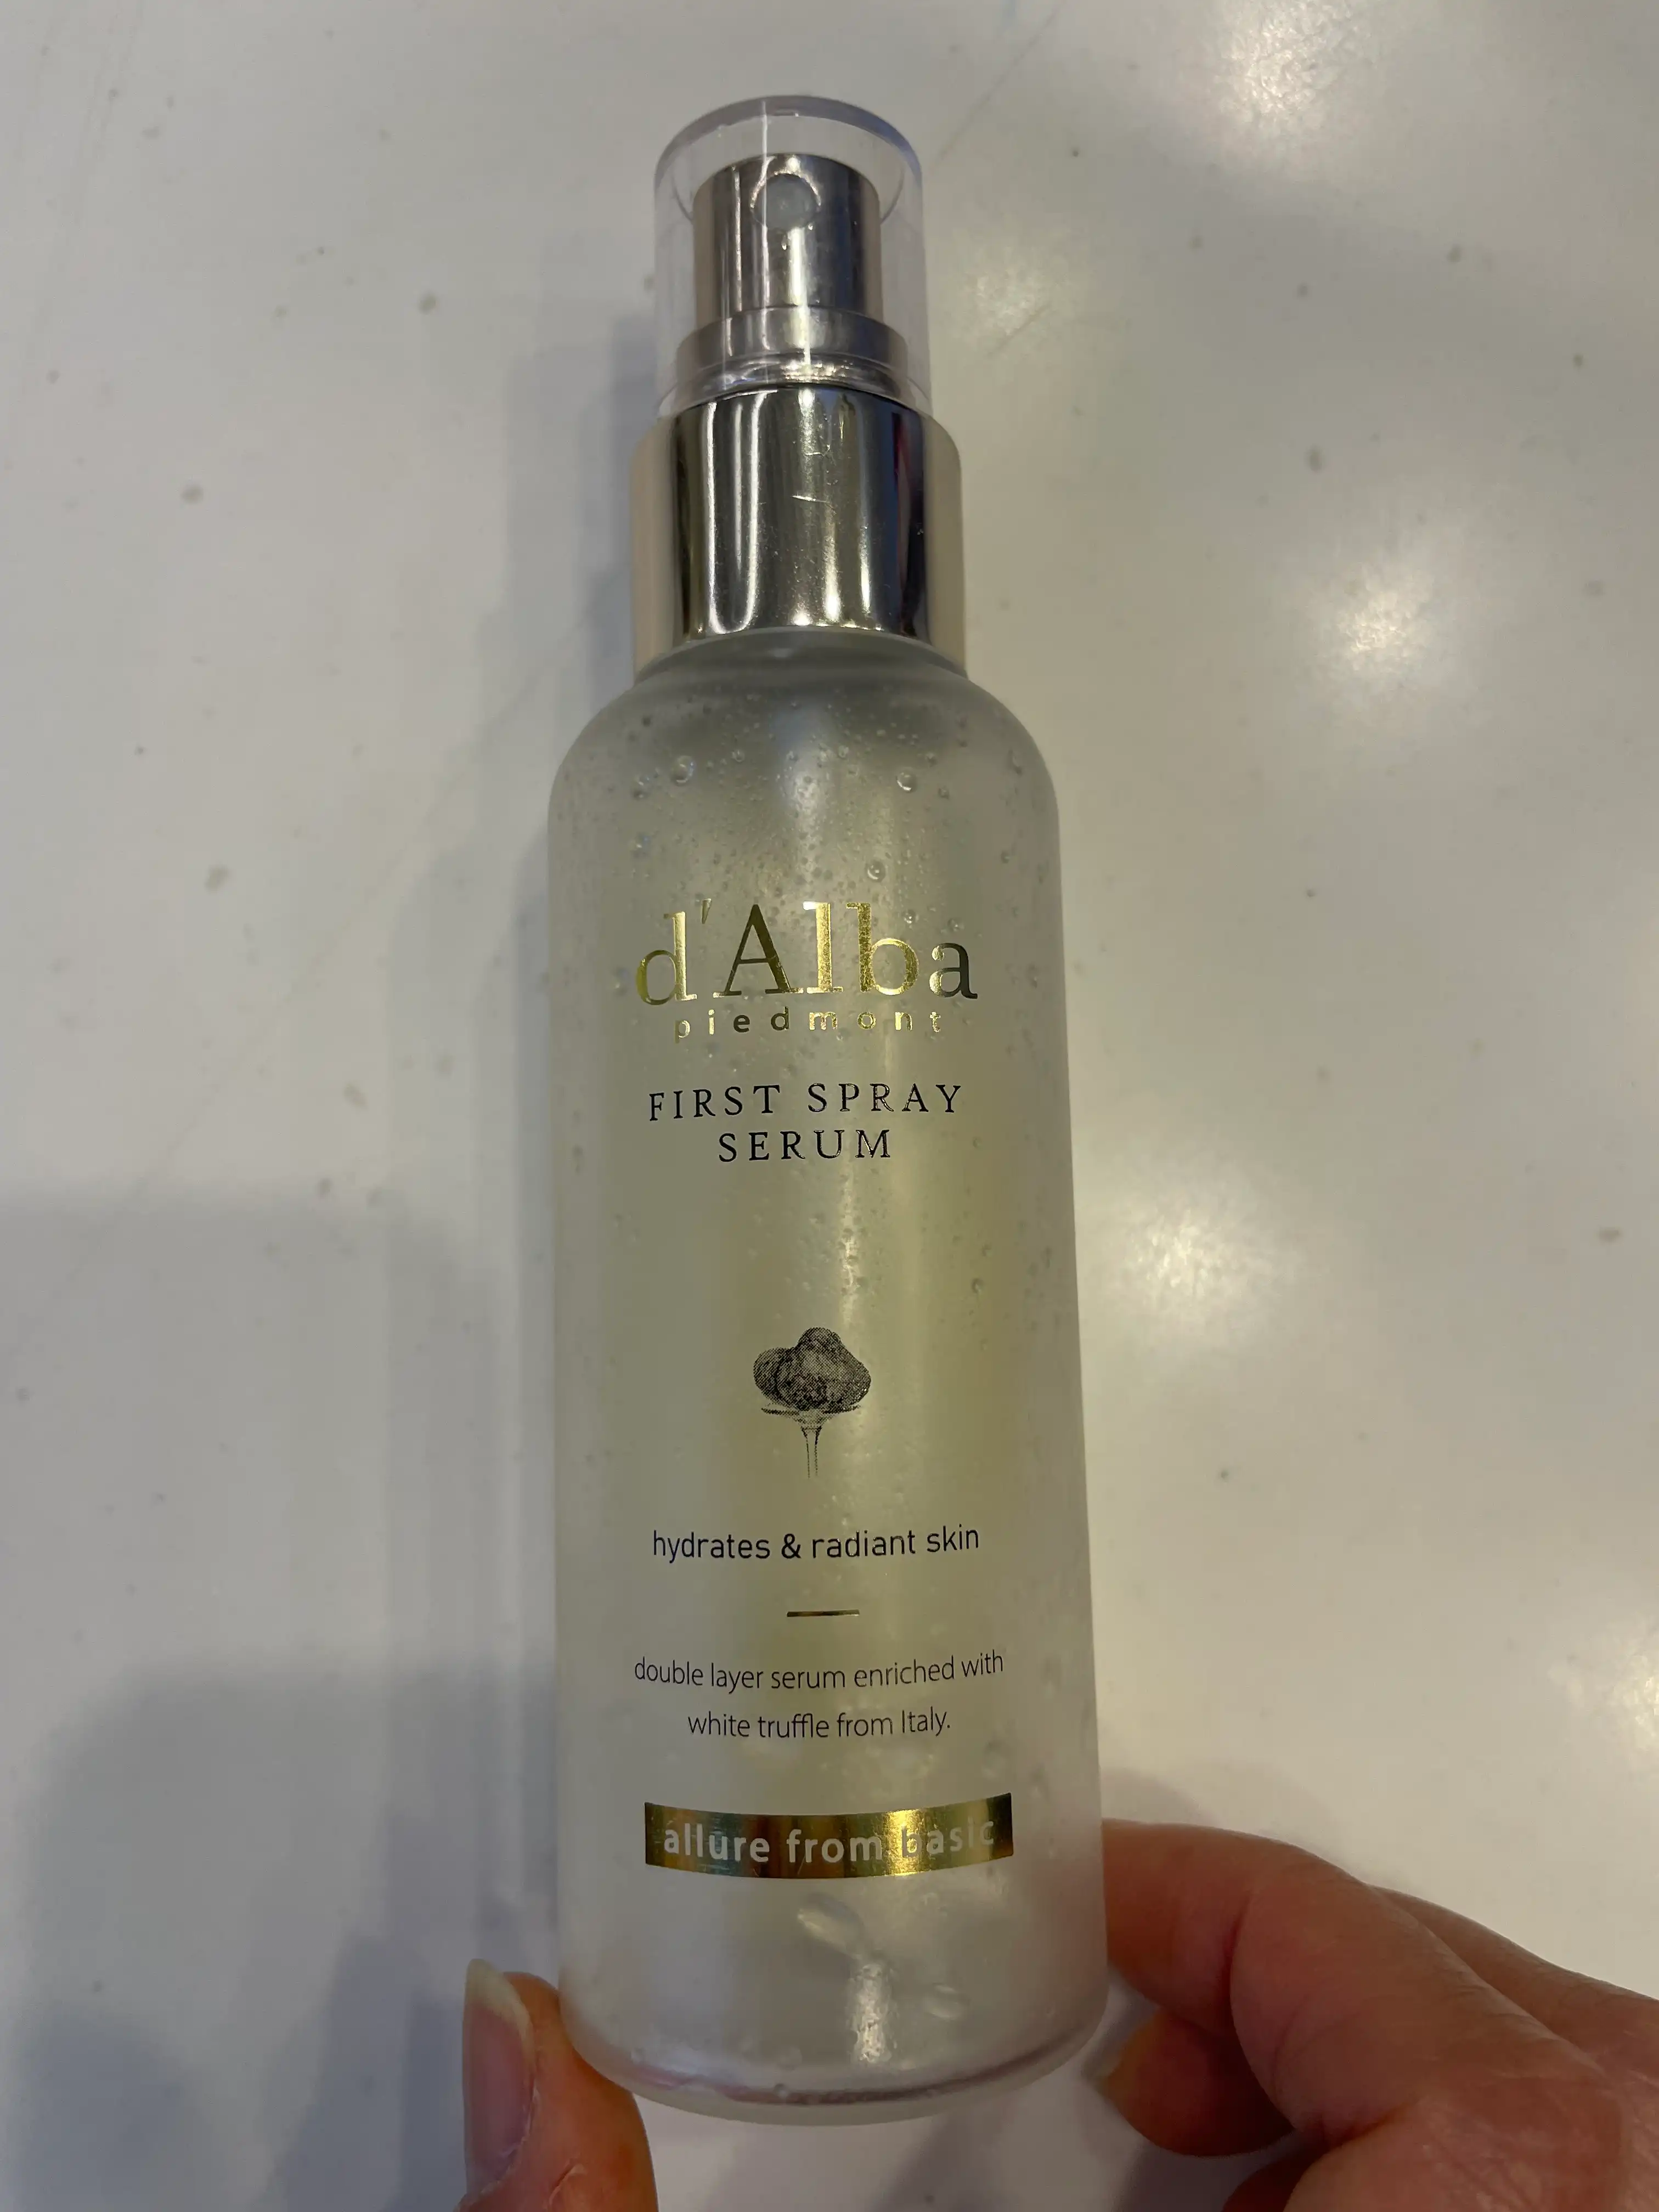 d'Alba
piedmont
FIRST SPRAY
SERUM
hydrates & radiant skin
double layer serum enriched with
white truffle from Italy.
allure from basic